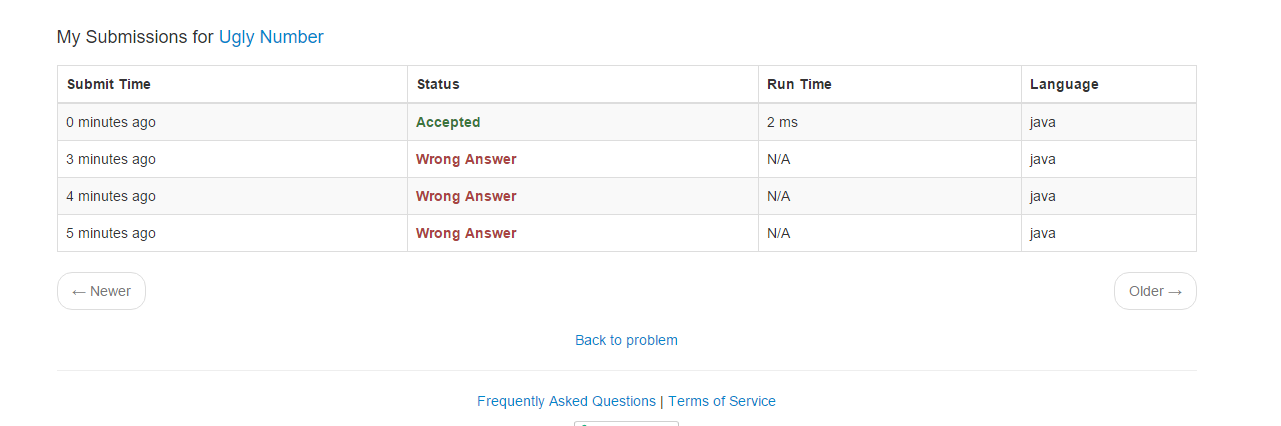 My Submissions for Ugly Number
Submit Time Status Run Time Language
0 minutes ago Accepted 2 ms java
3 minutes ago Wrong Answer N/A java
4 minutes ago Wrong Answer N/A java
5 minutes ago Wrong Answer N/A java
← Newer Older →
Back to problem
Frequently Asked Questions | Terms of Service